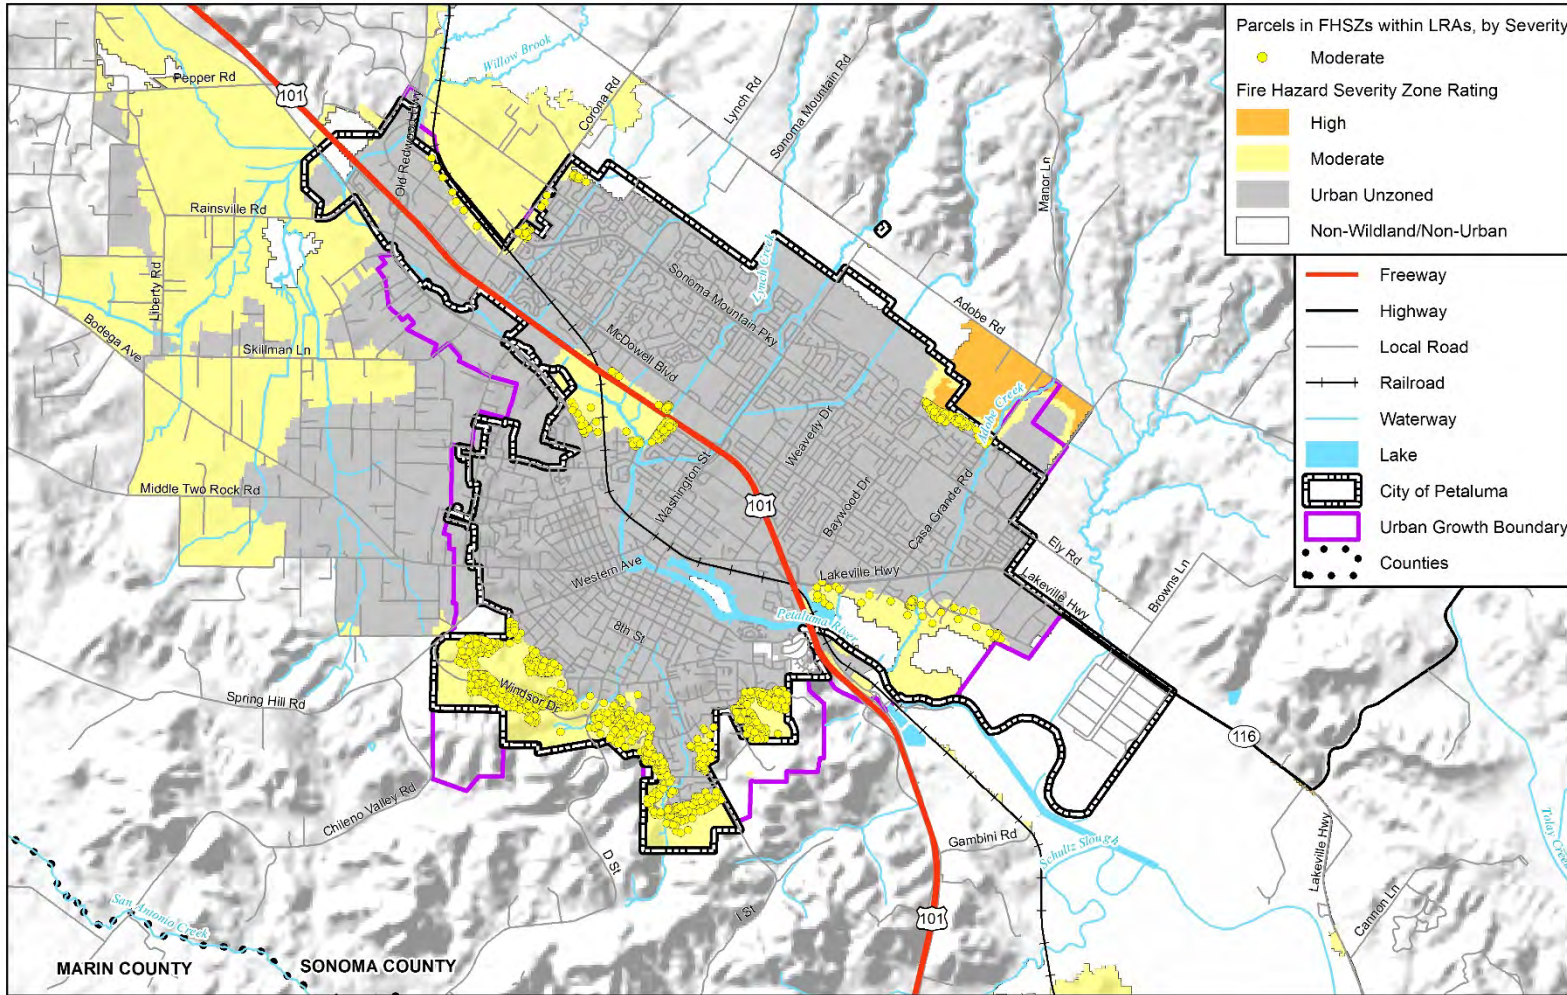 Parcels in FHSZs within LRAs, by Severity
Moderate
Fire Hazard Severity Zone Rating
High
Moderate
Urban Unzoned
Non-Wildland/Non-Urban
Freeway
Highway
Local Road
Railroad
Waterway
Lake
City of Petaluma
Urban Growth Boundary
Counties
Pepper Rd
101
Willow Brook
Corona Rd
Lynch Rd
Sonoma Mountain Rd
Old Redwood Hwy
Manor Ln
Rainsville Rd
Liberty Rd
Bodega Ave
Skillman Ln
Lynch Creek
Sonoma Mountain Pky
McDowell Blvd
Adobe Rd
Adobe Creek
Weaverly Dr
Washington St
Baywood Dr
Casa Grande Rd
101
Middle Two Rock Rd
Western Ave
Lakeville Hwy
Ely Rd
Lakeville Hwy
Browns Ln
Petaluma River
8th St
Windsor Dr
Spring Hill Rd
116
Chileno Valley Rd
D St
I St
Gambini Rd
Schultz Slough
Lakeville Hwy
Tolay Creek
Cannon Ln
101
San Antonio Creek
MARIN COUNTY
SONOMA COUNTY